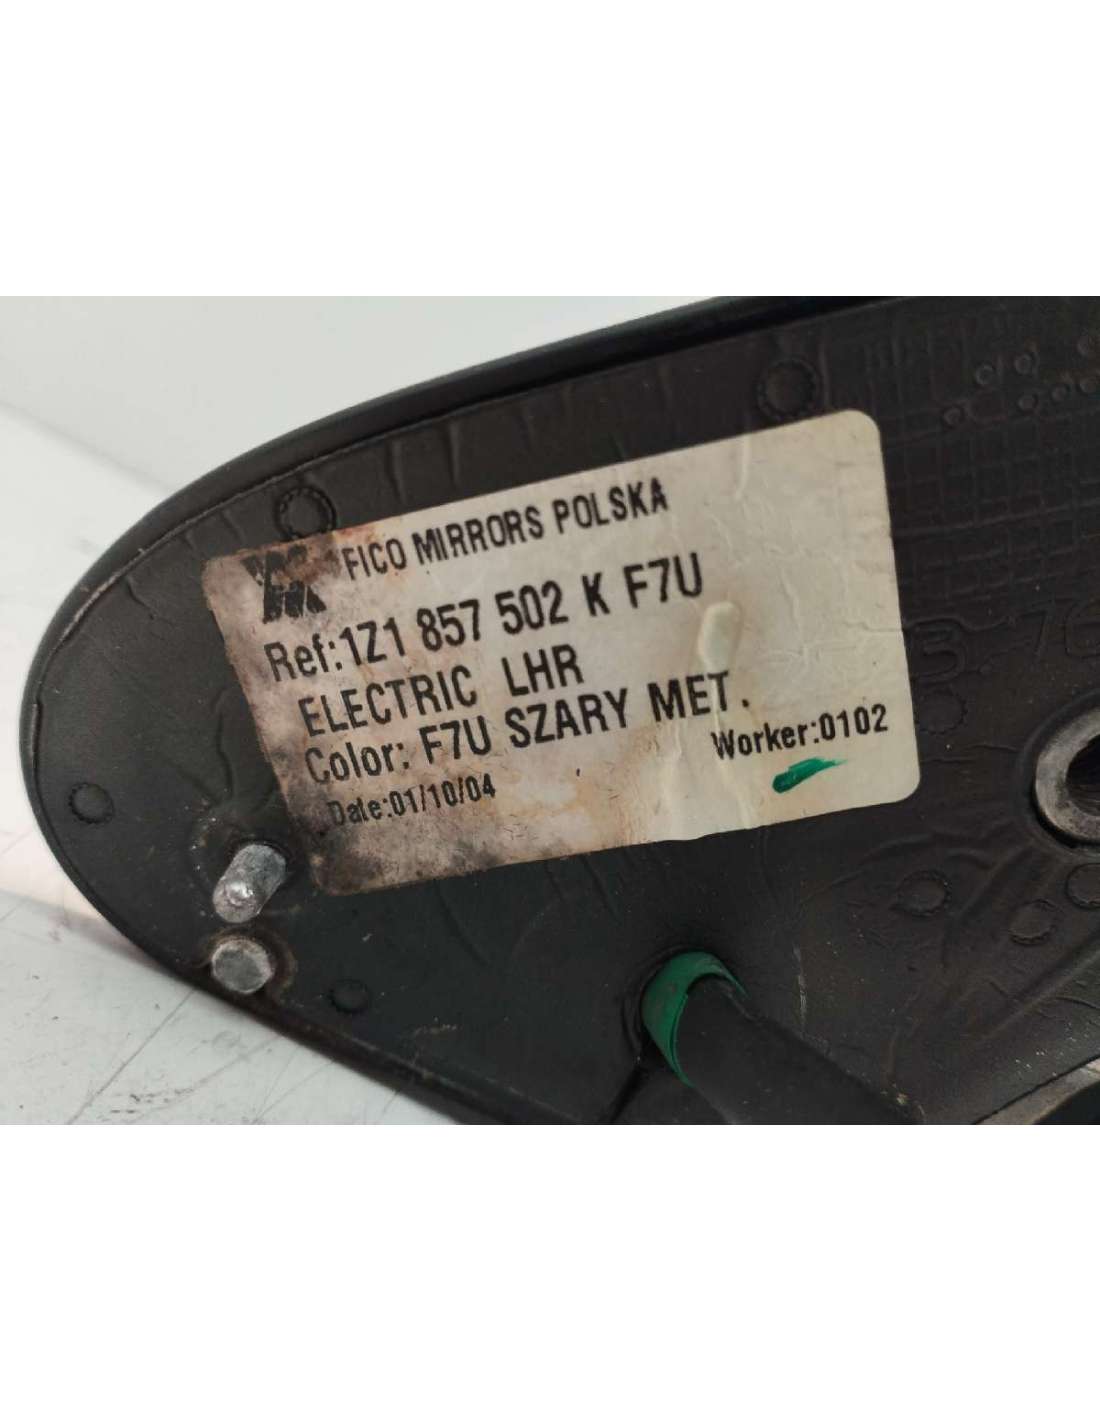 FICO MIRRORS POLSKA
Ref:1Z1 857 502 K F7U
ELECTRIC LHR
Color: F7U SZARY MET.
Worker:0102
Date:01/10/04